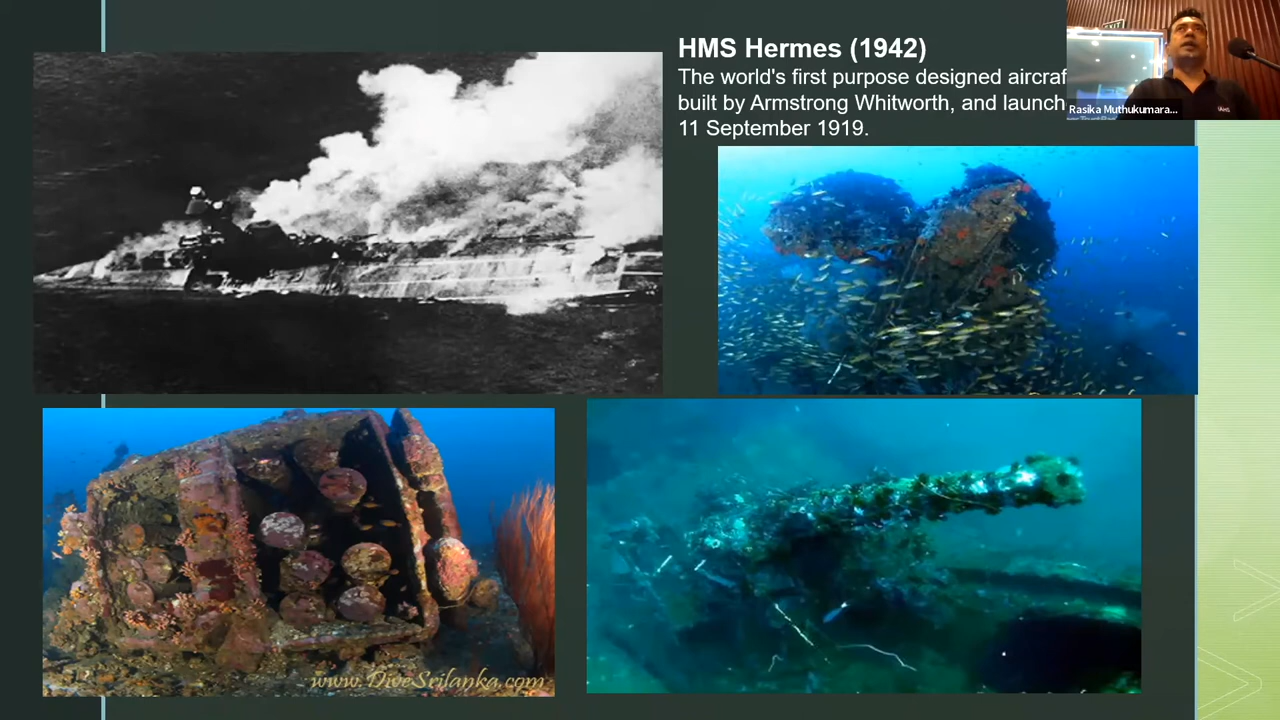 HMS Hermes (1942)
The world's first purpose designed aircraf
built by Armstrong Whitworth, and launch
11 September 1919.
EXIT
Rasika Muthukumara...
www.DiveSrilanka.com